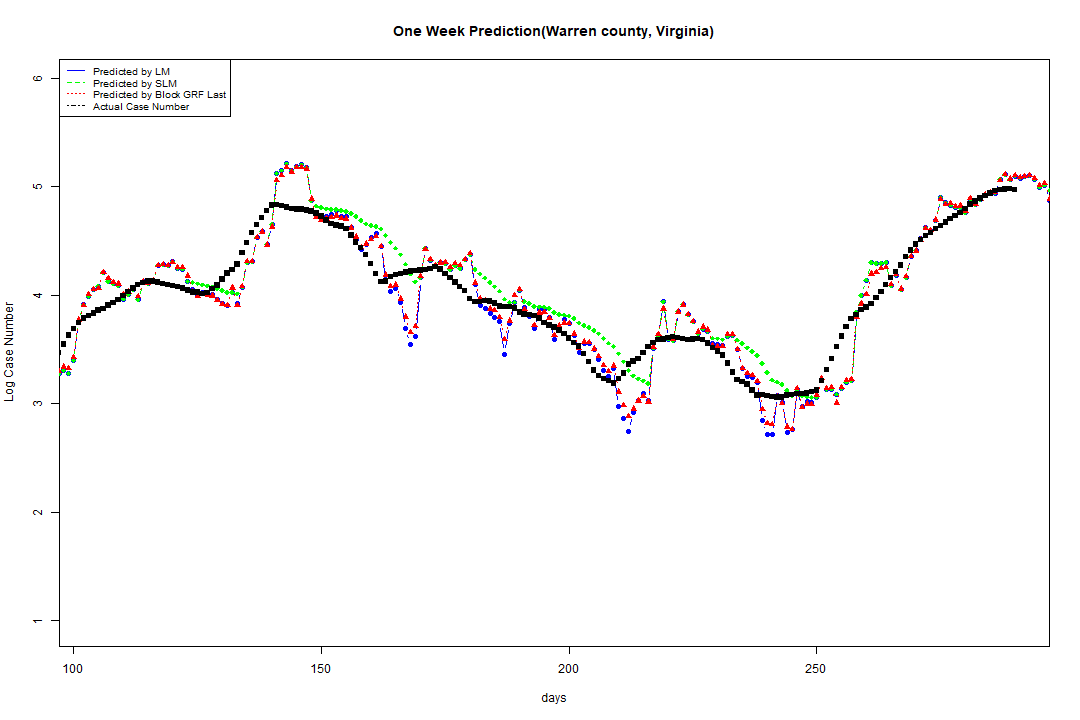 One Week Prediction(Warren county, Virginia)
Predicted by LM
Predicted by SLM
Predicted by Block GRF Last
Actual Case Number
6
5
4
3
2
1
Log Case Number
100 150 200 250
days